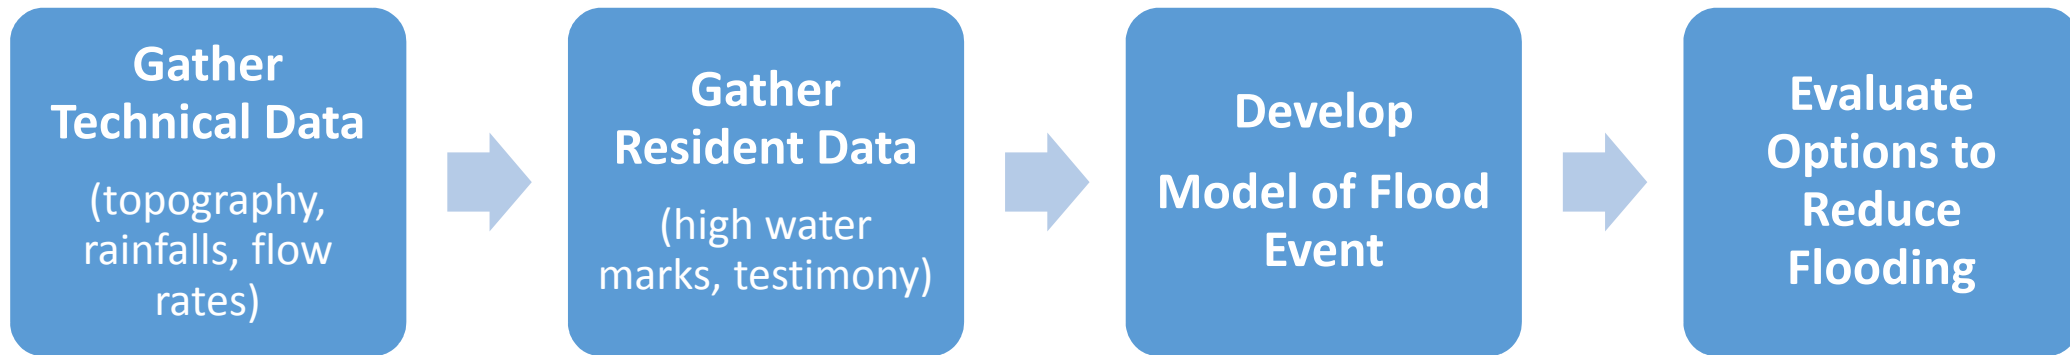 Gather
Technical Data
(topography,
rainfalls, flow
rates)
Gather
Resident Data
(high water
marks, testimony)
Develop
Model of Flood
Event
Evaluate
Options to
Reduce
Flooding